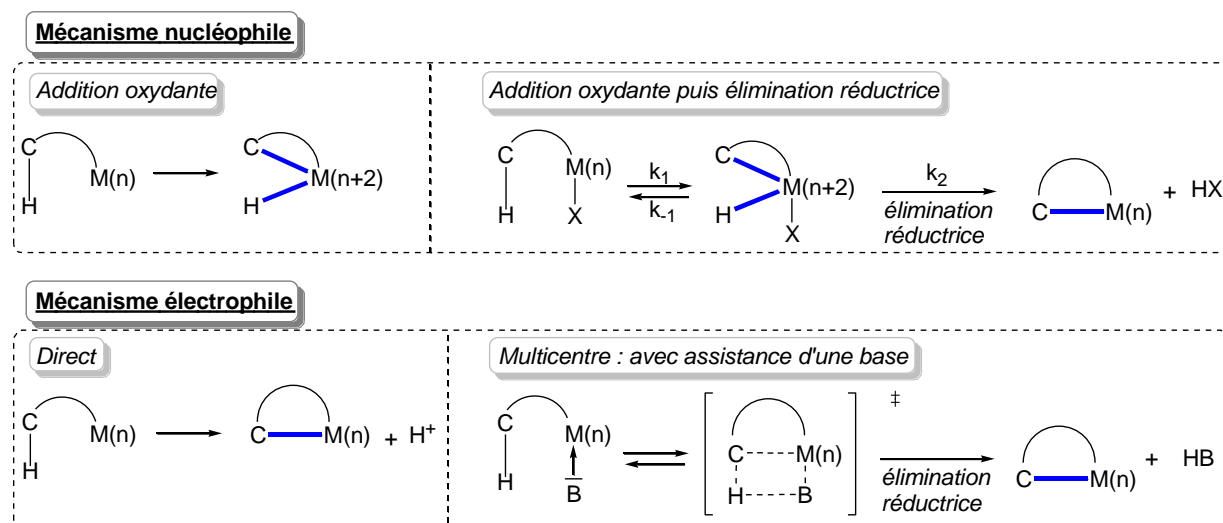 Mécanisme nucléophile
Addition oxydante
C
M(n)
H
C
M(n+2)
H
Addition oxydante puis élimination réductrice
C
M(n)
H
X
k1
k-1
C
M(n+2)
H
X
k2
élimination
réductrice
C
M(n)
+ HX
Mécanisme électrophile
Direct
C
M(n)
H
C
M(n)
+ H+
Multicentre : avec assistance d'une base
C
M(n)
H
B
C
M(n)
H
B
‡
élimination
réductrice
C
M(n)
+ HB